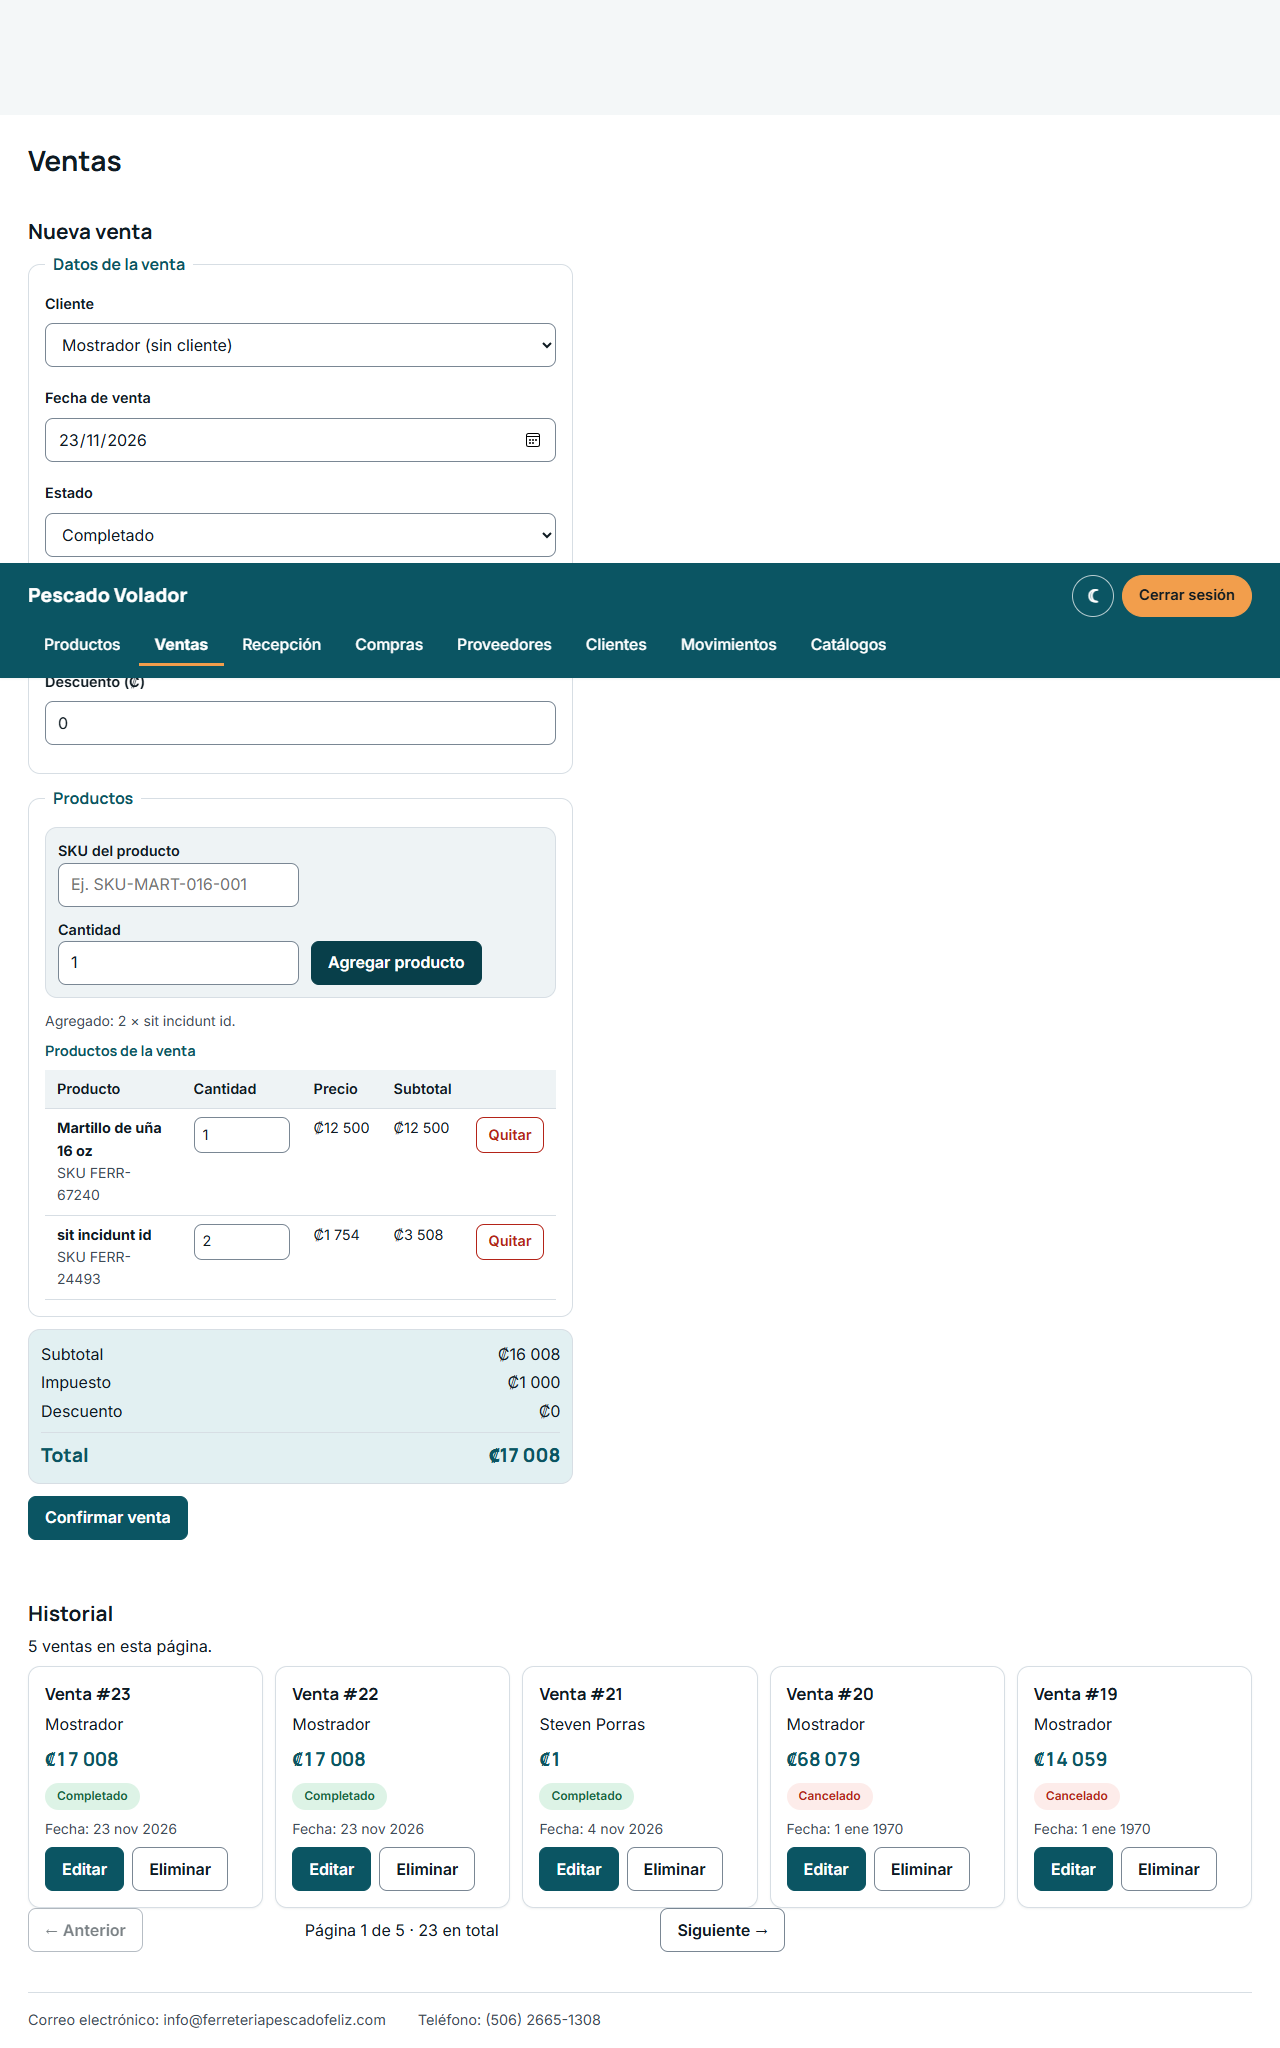 Ventas
Nueva venta
Datos de la venta
Cliente
Mostrador (sin cliente)
Fecha de venta
23/11/2026
Estado
Completado
Pescado Volador
Cerrar sesión
Productos Ventas Recepción Compras Proveedores Clientes Movimientos Catálogos
Descuento (₡)
0
Productos
SKU del producto
Ej. SKU-MART-016-001
Cantidad
1
Agregar producto
Agregado: 2 × sit incidunt id.
Productos de la venta
Producto Cantidad Precio Subtotal
Martillo de uña 1 ₡12 500 ₡12 500 Quitar
16 oz
SKU FERR-
67240
sit incidunt id 2 ₡1 754 ₡3 508 Quitar
SKU FERR-
24493
Subtotal ₡16 008
Impuesto ₡1 000
Descuento ₡0
Total ₡17 008
Confirmar venta
Historial
5 ventas en esta página.
Venta #23
Mostrador
₡17 008
Completado
Fecha: 23 nov 2026
Editar Eliminar
Venta #22
Mostrador
₡17 008
Completado
Fecha: 23 nov 2026
Editar Eliminar
Venta #21
Steven Porras
₡1
Completado
Fecha: 4 nov 2026
Editar Eliminar
Venta #20
Mostrador
₡68 079
Cancelado
Fecha: 1 ene 1970
Editar Eliminar
Venta #19
Mostrador
₡14 059
Cancelado
Fecha: 1 ene 1970
Editar Eliminar
← Anterior Página 1 de 5 · 23 en total Siguiente →
Correo electrónico: info@ferreteriapescadofeliz.com Teléfono: (506) 2665-1308